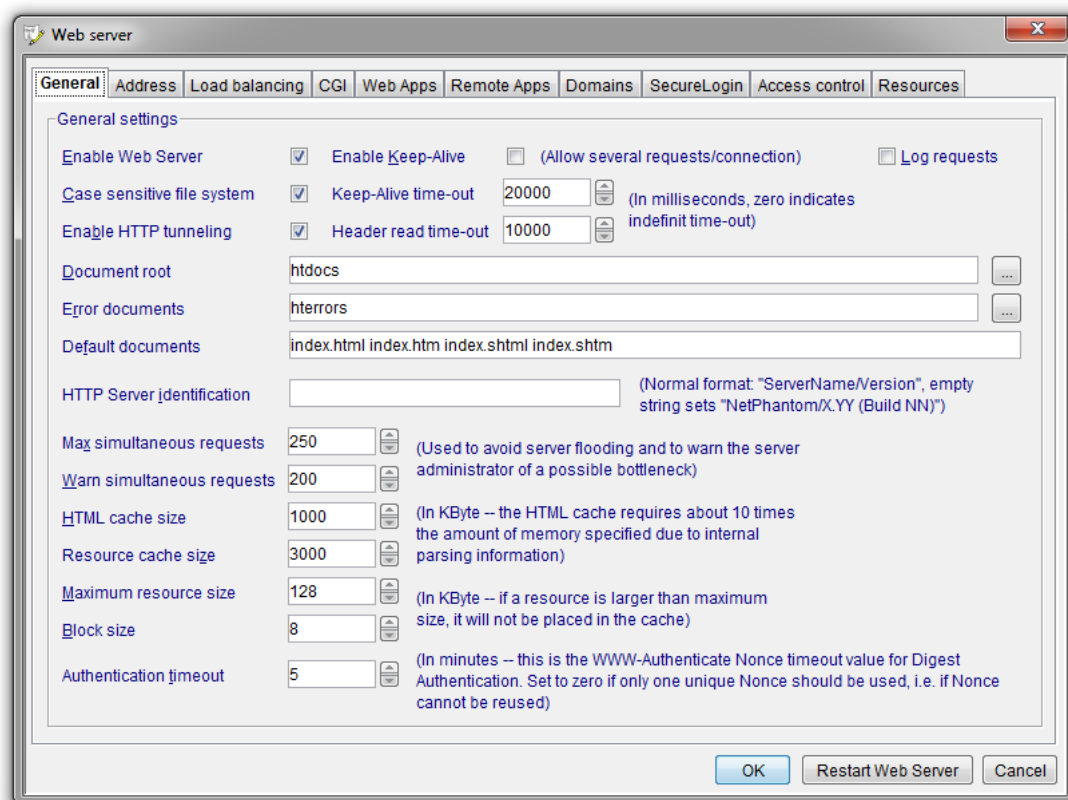 Web server
General Address Load balancing CGI Web Apps Remote Apps Domains SecureLogin Access control Resources
General settings
Enable Web Server Enable Keep-Alive (Allow several requests/connection) Log requests
Case sensitive file system Keep-Alive time-out 20000 (In milliseconds, zero indicates
indefinit time-out)
Enable HTTP tunneling Header read time-out 10000
Document root htdocs ...
Error documents hterrors ...
Default documents index.html index.htm index.shtml index.shtm
HTTP Server identification (Normal format: "ServerName/Version", empty
string sets "NetPhantom/X.YY (Build NN)")
Max simultaneous requests 250 (Used to avoid server flooding and to warn the server
administrator of a possible bottleneck)
Warn simultaneous requests 200
HTML cache size 1000 (In KByte -- the HTML cache requires about 10 times
the amount of memory specified due to internal
parsing information)
Resource cache size 3000
Maximum resource size 128 (In KByte -- if a resource is larger than maximum
size, it will not be placed in the cache)
Block size 8
Authentication timeout 5 (In minutes -- this is the WWW-Authenticate Nonce timeout value for Digest
Authentication. Set to zero if only one unique Nonce should be used, i.e. if Nonce
cannot be reused)
OK Restart Web Server Cancel